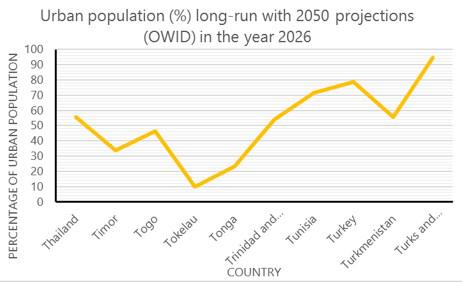 Urban population (%) long-run with 2050 projections
(OWID) in the year 2026
PERCENTAGE OF URBAN POPULATION
100
90
80
70
60
50
40
30
20
10
0
Thailand
Timor
Togo
Tokelau
Tonga
Trinidad and...
Tunisia
Turkey
Turkmenistan
Turks and...
COUNTRY